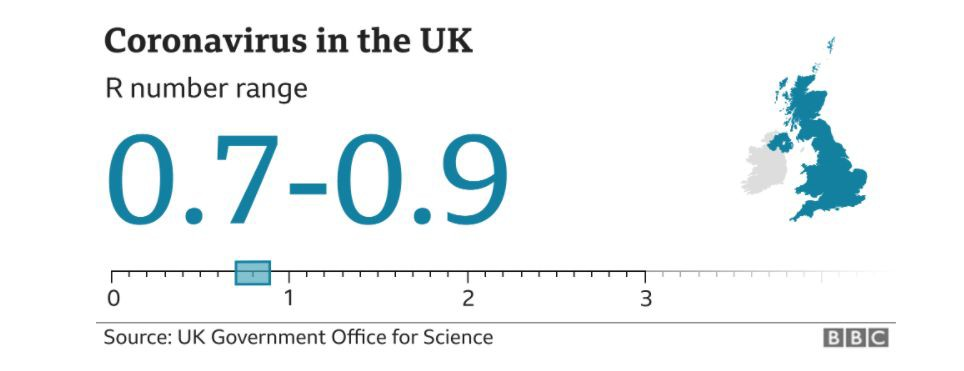 Coronavirus in the UK
R number range
0.7-0.9
0 1 2 3
Source: UK Government Office for Science
BBC